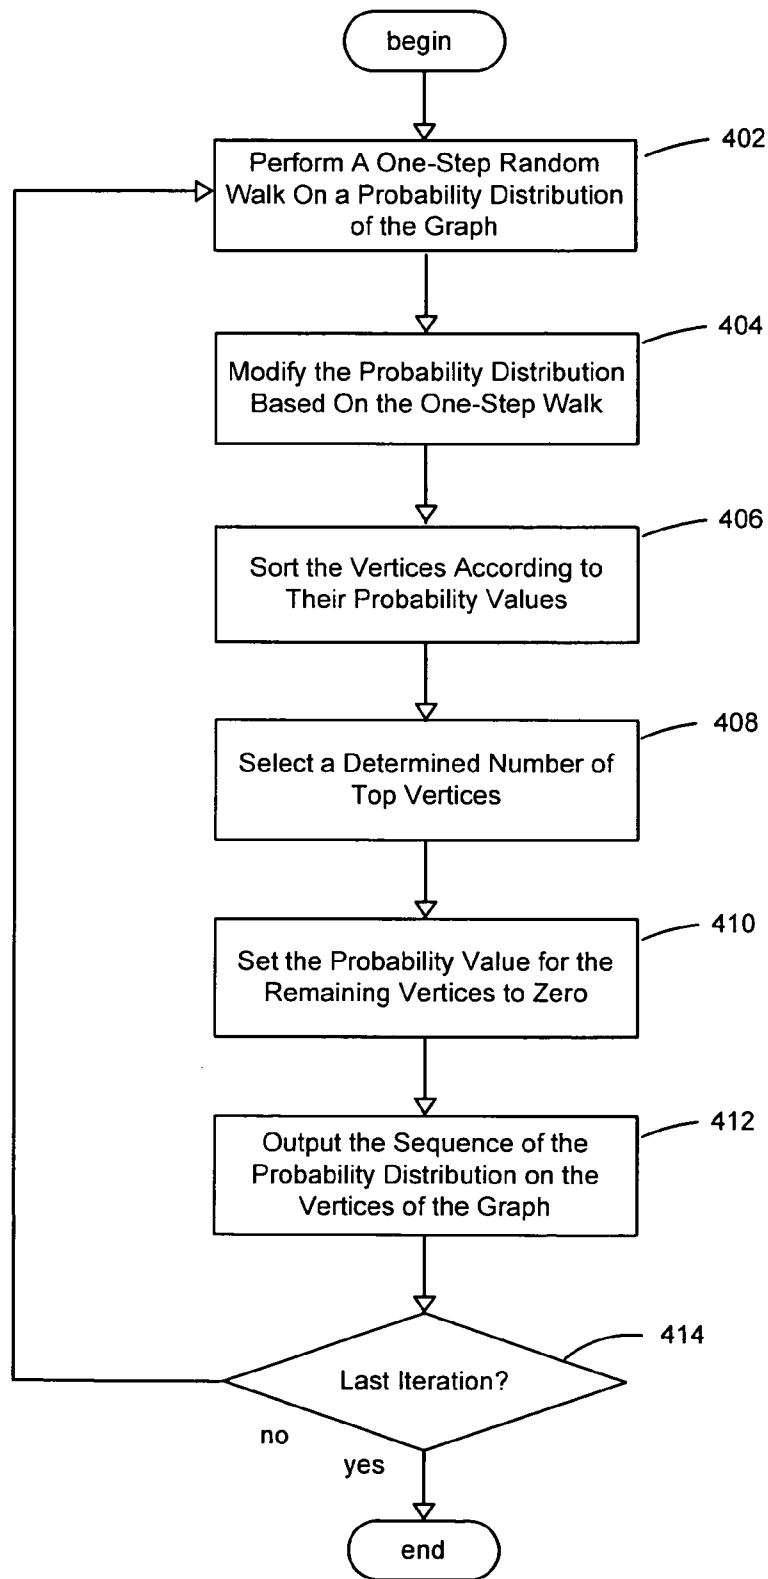 begin
402
Perform A One-Step Random
Walk On a Probability Distribution
of the Graph
404
Modify the Probability Distribution
Based On the One-Step Walk
406
Sort the Vertices According to
Their Probability Values
408
Select a Determined Number of
Top Vertices
410
Set the Probability Value for the
Remaining Vertices to Zero
412
Output the Sequence of the
Probability Distribution on the
Vertices of the Graph
414
Last Iteration?
no
yes
end